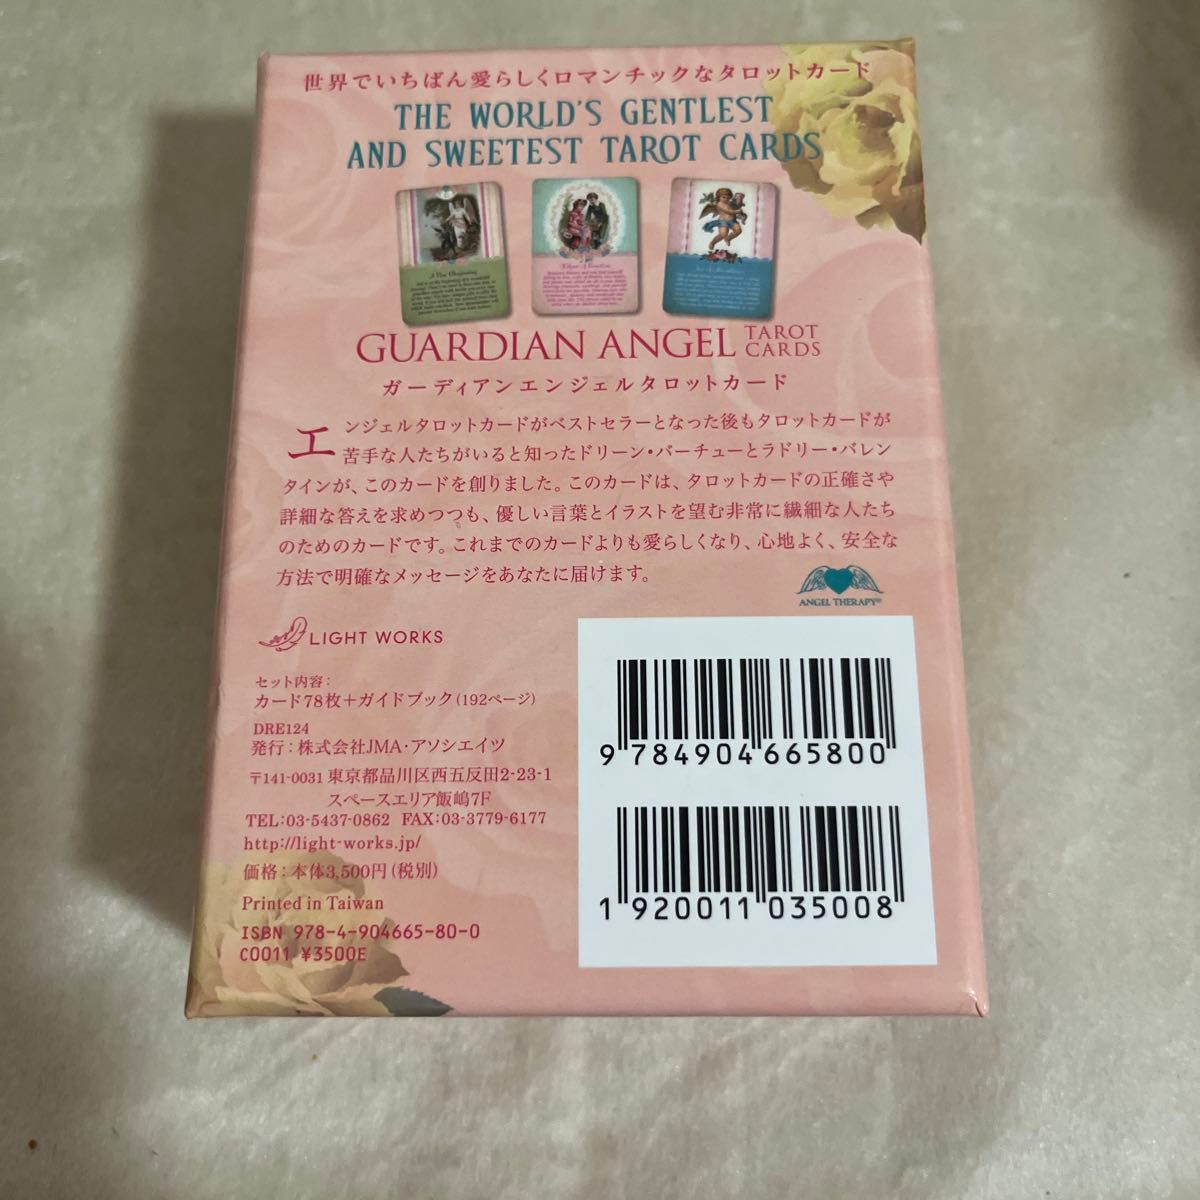 世界でいちばん愛らしくロマンチックなタロットカード
THE WORLD'S GENTLEST
AND SWEETEST TAROT CARDS
A New Beginning
GUARDIAN ANGEL TAROT CARDS
ガーディアンエンジェルタロットカード
エンジェルタロットカードがベストセラーとなった後もタロットカードが
苦手な人たちがいると知ったドリーン・バーチューとラドリー・バレン
タインが、このカードを創りました。このカードは、タロットカードの正確さや
詳細な答えを求めつつも、優しい言葉とイラストを望む非常に繊細な人たち
のためのカードです。これまでのカードよりも愛らしくなり、心地よく、安全な
方法で明確なメッセージをあなたに届けます。
ANGEL THERAPY®
LIGHT WORKS
セット内容:
カード78枚+ガイドブック(192ページ)
DRE124
発行:株式会社JMA・アソシエイツ
〒141-0031 東京都品川区西五反田2-23-1
スペースエリア飯嶋7F
TEL:03-5437-0862 FAX:03-3779-6177
http://light-works.jp/
価格:本体3,500円(税別)
Printed in Taiwan
ISBN 978-4-904665-80-0
C0011 ¥3500E
9 784904 665800
1 920011 035008